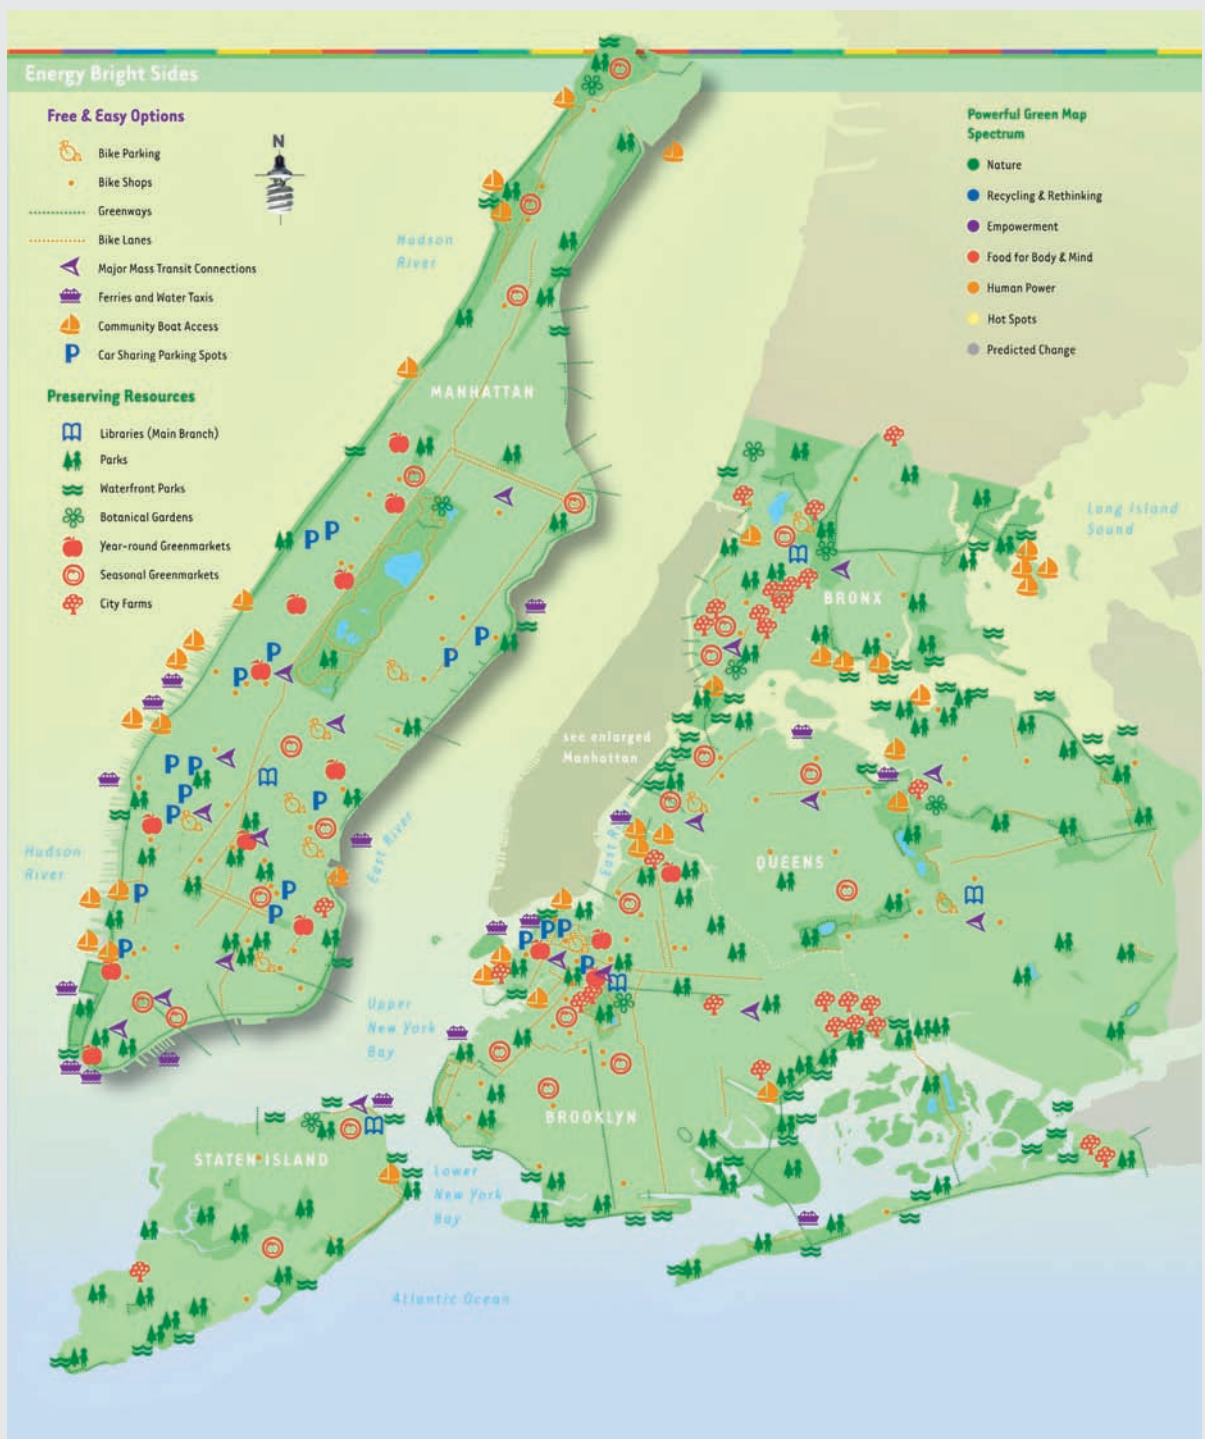 Energy Bright Sides
Free & Easy Options
N
Bike Parking
Bike Shops
Greenways
Bike Lanes
Major Mass Transit Connections
Ferries and Water Taxis
Community Boat Access
P
Car Sharing Parking Spots
Preserving Resources
Libraries (Main Branch)
Parks
Waterfront Parks
Botanical Gardens
Year-round Greenmarkets
Seasonal Greenmarkets
City Farms
Powerful Green Map
Spectrum
Nature
Recycling & Rethinking
Empowerment
Food for Body & Mind
Human Power
Hot Spots
Predicted Change
Hudson
River
MANHATTAN
Long Island
Sound
P P
BRONX
P
P
P
P
see enlarged
Manhattan
P P
P
P
P
Hudson
River
East River
East River
QUEENS
P
P
P
P
P P P
P
Upper
New York
Bay
BROOKLYN
STATEN ISLAND
Lower
New York
Bay
Atlantic Ocean